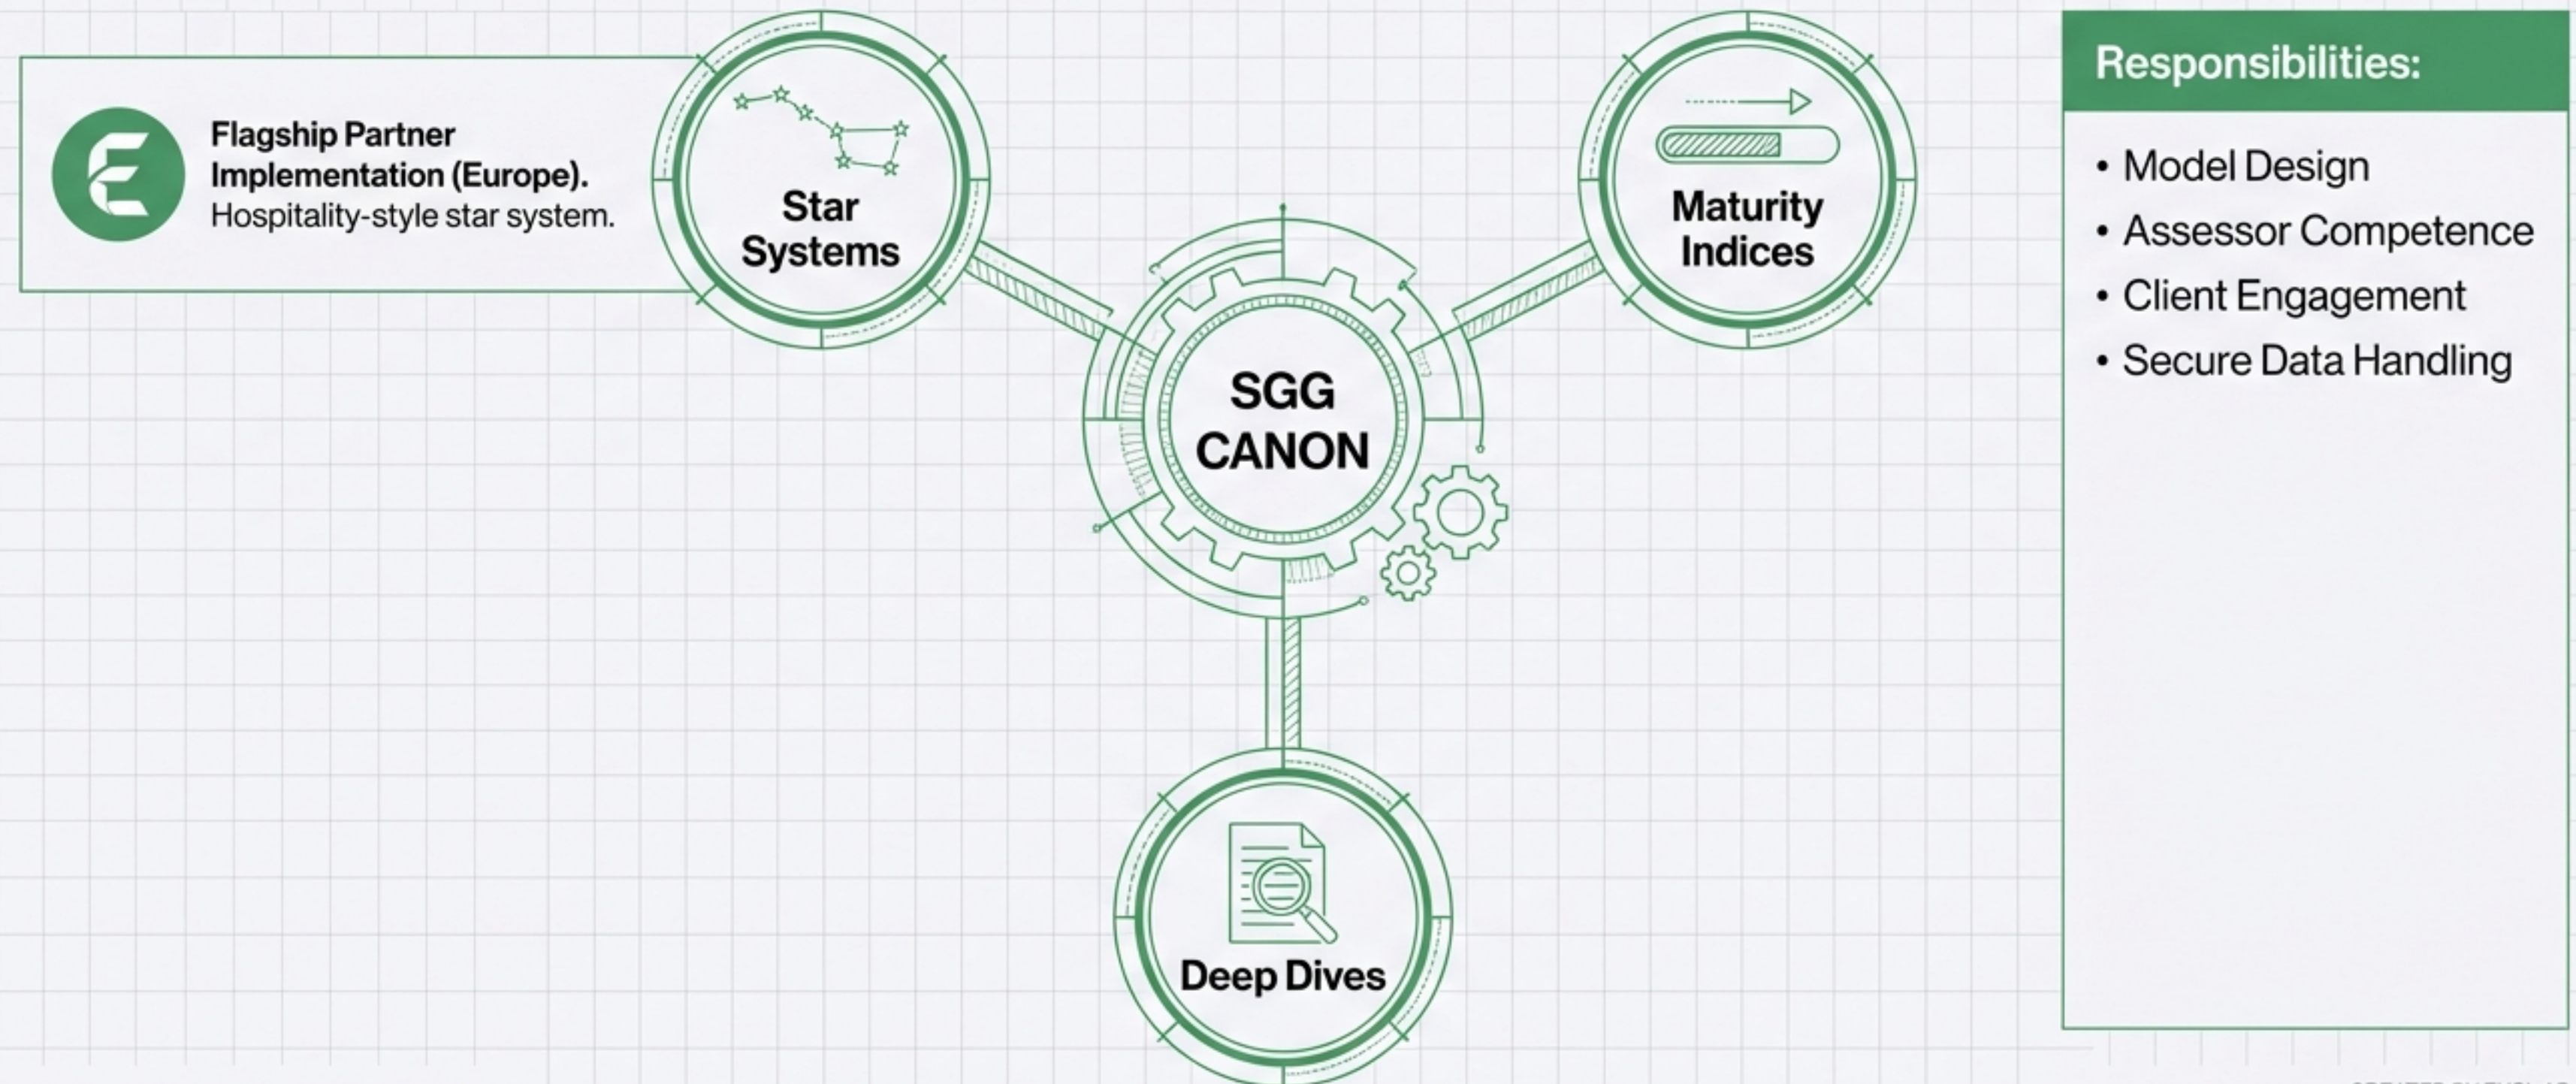 Flagship Partner
Implementation (Europe).
Hospitality-style star system.
Star
Systems
Maturity
Indices
SGG
CANON
Deep Dives
Responsibilities:
• Model Design
• Assessor Competence
• Client Engagement
• Secure Data Handling